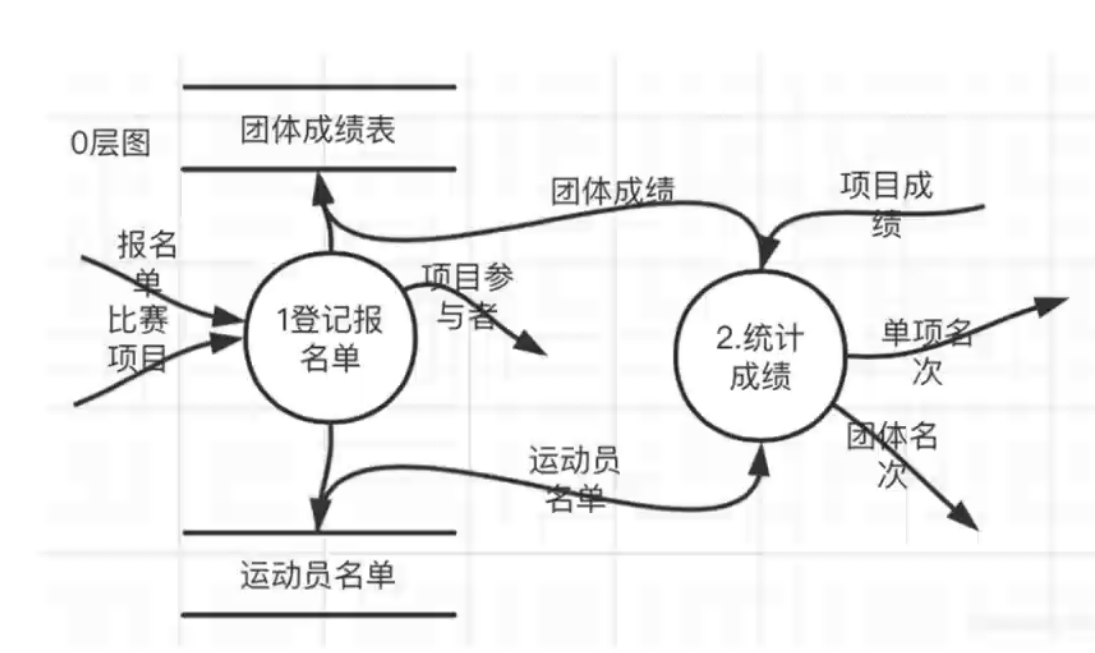 团体成绩表
0层图
团体成绩
项目成
绩
报名
单
项目参
与者
比赛
项目
1登记报
名单
2.统计
成绩
单项名
次
团体名
次
运动员
名单
运动员名单